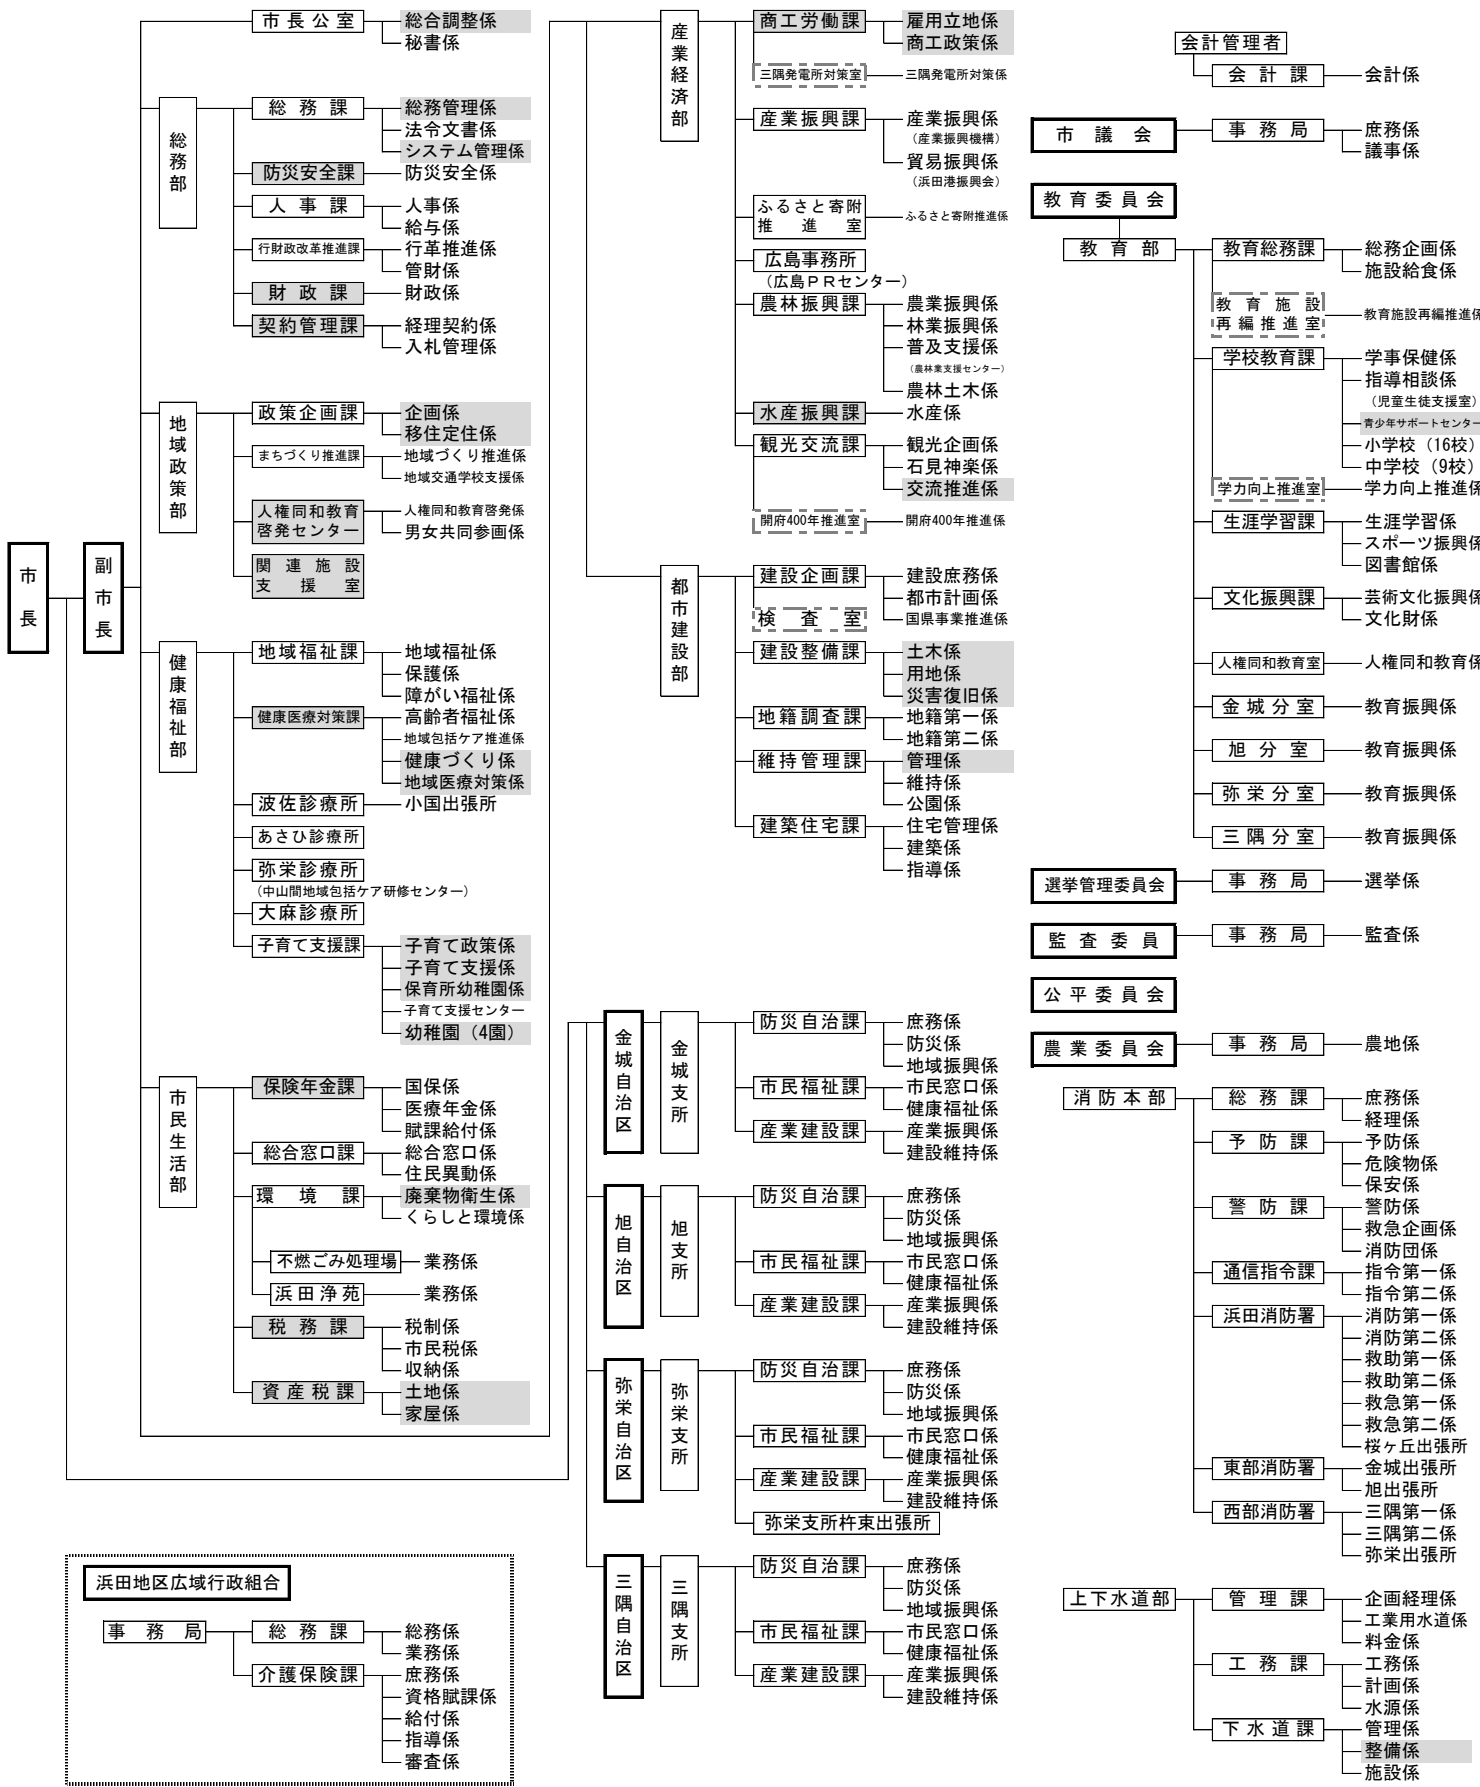 市長
副市長
市長公室
総合調整係
秘書係
総務部
総務課
総務管理係
法令文書係
システム管理係
防災安全課
防災安全係
人事課
人事係
給与係
行財政改革推進課
行革推進係
管財係
財政課
財政係
契約管理課
経理契約係
入札管理係
地域政策部
政策企画課
企画係
移住定住係
まちづくり推進課
地域づくり推進係
地域交通学校支援係
人権同和教育
啓発センター
人権同和教育啓発係
男女共同参画係
関連施設
支援室
健康福祉部
地域福祉課
地域福祉係
保護係
障がい福祉係
健康医療対策課
高齢者福祉係
地域包括ケア推進係
健康づくり係
地域医療対策係
波佐診療所
小国出張所
あさひ診療所
弥栄診療所
（中山間地域包括ケア研修センター）
大麻診療所
子育て支援課
子育て政策係
子育て支援係
保育所幼稚園係
子育て支援センター
幼稚園（4園）
市民生活部
保険年金課
国保係
医療年金係
賦課給付係
総合窓口課
総合窓口係
住民異動係
環境課
廃棄物衛生係
くらしと環境係
不燃ごみ処理場
業務係
浜田浄苑
業務係
税務課
税制係
市民税係
収納係
資産税課
土地係
家屋係
浜田地区広域行政組合
事務局
総務課
総務係
業務係
介護保険課
庶務係
資格賦課係
給付係
指導係
審査係
産業経済部
商工労働課
雇用立地係
商工政策係
三隅発電所対策室
三隅発電所対策係
産業振興課
産業振興係
（産業振興機構）
貿易振興係
（浜田港振興会）
ふるさと寄附
推進室
ふるさと寄附推進係
広島事務所
（広島PRセンター）
農林振興課
農業振興係
林業振興係
普及支援係
（農林業支援センター）
農林土木係
水産振興課
水産係
観光交流課
観光企画係
石見神楽係
交流推進係
開府400年推進室
開府400年推進係
都市建設部
建設企画課
建設庶務係
都市計画係
検査室
国県事業推進係
建設整備課
土木係
用地係
災害復旧係
地籍調査課
地籍第一係
地籍第二係
維持管理課
管理係
維持係
公園係
建築住宅課
住宅管理係
建築係
指導係
金城自治区
金城支所
防災自治課
庶務係
防災係
地域振興係
市民福祉課
市民窓口係
健康福祉係
産業建設課
産業振興係
建設維持係
旭自治区
旭支所
防災自治課
庶務係
防災係
地域振興係
市民福祉課
市民窓口係
健康福祉係
産業建設課
産業振興係
建設維持係
弥栄自治区
弥栄支所
防災自治課
庶務係
防災係
地域振興係
市民福祉課
市民窓口係
健康福祉係
産業建設課
産業振興係
建設維持係
弥栄支所杵束出張所
三隅自治区
三隅支所
防災自治課
庶務係
防災係
地域振興係
市民福祉課
市民窓口係
健康福祉係
産業建設課
産業振興係
建設維持係
会計管理者
会計課
会計係
市議会
事務局
庶務係
議事係
教育委員会
教育部
教育総務課
総務企画係
施設給食係
教育施設
再編推進室
教育施設再編推進係
学校教育課
学事保健係
指導相談係
（児童生徒支援室）
青少年サポートセンター
小学校（16校）
中学校（9校）
学力向上推進室
学力向上推進係
生涯学習課
生涯学習係
スポーツ振興係
図書館係
文化振興課
芸術文化振興係
文化財係
人権同和教育室
人権同和教育係
金城分室
教育振興係
旭分室
教育振興係
弥栄分室
教育振興係
三隅分室
教育振興係
選挙管理委員会
事務局
選挙係
監査委員
事務局
監査係
公平委員会
農業委員会
事務局
農地係
消防本部
総務課
庶務係
経理係
予防課
予防係
危険物係
保安係
警防課
警防係
救急企画係
消防団係
通信指令課
指令第一係
指令第二係
浜田消防署
消防第一係
消防第二係
救助第一係
救助第二係
救急第一係
救急第二係
桜ヶ丘出張所
東部消防署
金城出張所
旭出張所
西部消防署
三隅第一係
三隅第二係
弥栄出張所
上下水道部
管理課
企画経理係
工業用水道係
料金係
工務課
工務係
計画係
水源係
下水道課
管理係
整備係
施設係